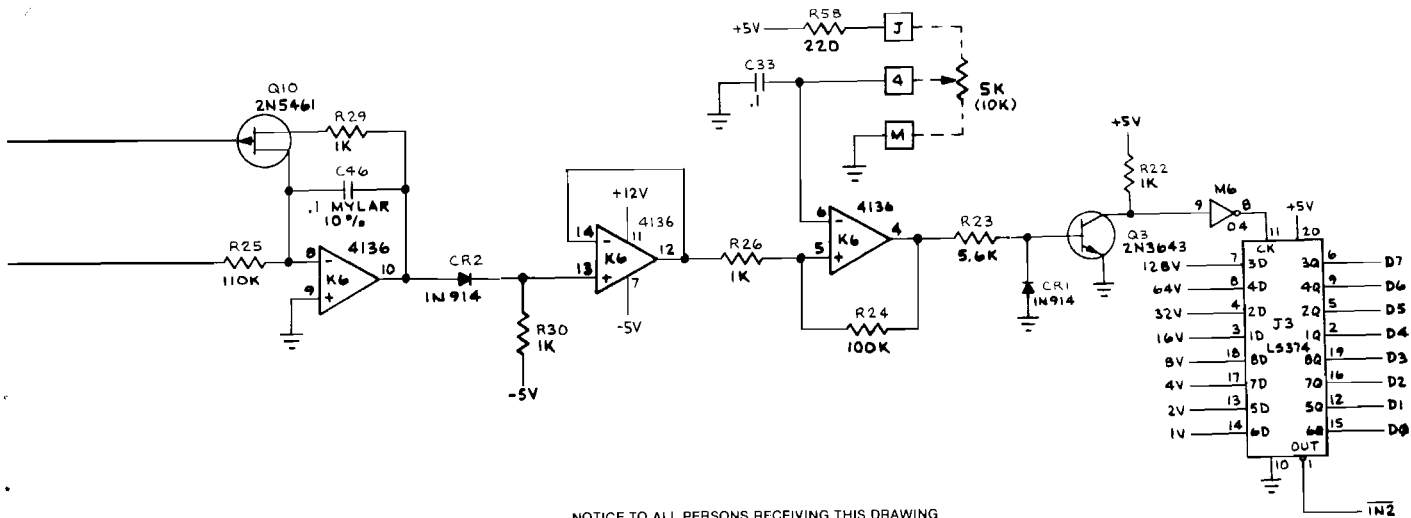 R58
+5V
220
J
C33
.1
4
5K
(10K)
M
Q10
2N5461
R29
1K
C46
.1 MYLAR
10%
R25
110K
8
-
9
+
K6
4136
10
CR2
1N914
R30
1K
-5V
+12V
11
4136
14
-
13
+
K6
12
7
-5V
R26
1K
6
-
5
+
K6
4136
4
R24
100K
R23
5.6K
CR1
1N914
+5V
R22
1K
Q3
2N3643
M6
9
8
04
+5V
11
20
CK
128V 7 3D 3Q 6 D7
64V 8 4D 4Q 9 D6
32V 4 2D 2Q 5 D5
16V 3 1D 1Q 2 D4
J3
LS374
8V 18 8D 8Q 19 D3
4V 17 7D 7Q 16 D2
2V 13 5D 5Q 12 D1
1V 14 6D 6Q 15 D0
OUT
10
1
IN2
NOTICE TO ALL PERSONS RECEIVING THIS DRAWING